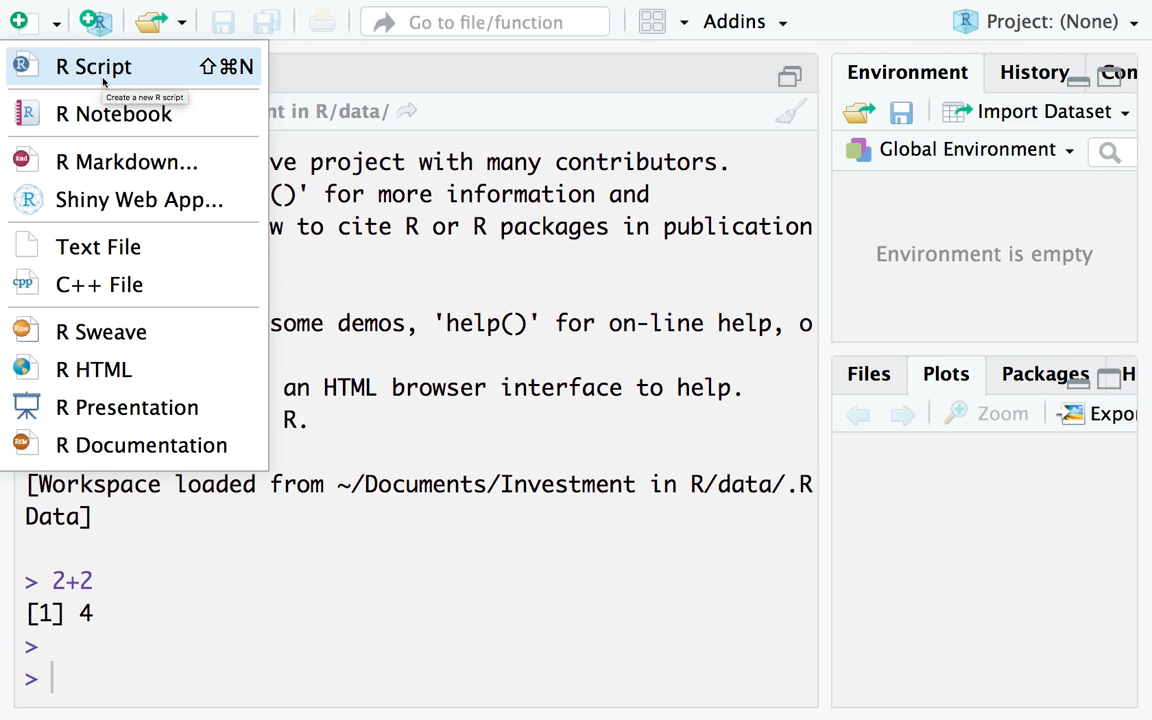 Go to file/function
Addins
Project: (None)
R Script ⇧⌘N
Create a new R script
R Notebook
R Markdown...
Shiny Web App...
Text File
C++ File
R Sweave
R HTML
R Presentation
R Documentation
nt in R/data/
ve project with many contributors.
()' for more information and
w to cite R or R packages in publication
some demos, 'help()' for on-line help, o
an HTML browser interface to help.
R.
[Workspace loaded from ~/Documents/Investment in R/data/.R
Data]
> 2+2
[1] 4
>
>
Environment History Con
Import Dataset
Global Environment
Environment is empty
Files Plots Packages H
Zoom Expor